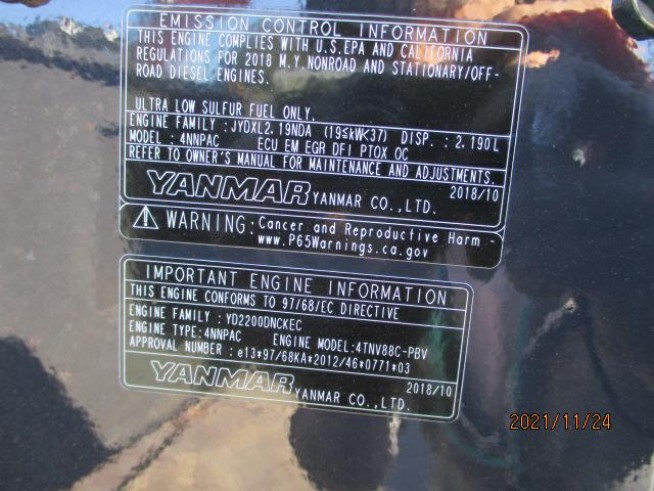 EMISSION CONTROL INFORMATION
THIS ENGINE COMPLIES WITH U.S.EPA AND CALIFORNIA
REGULATIONS FOR 2018 M.Y.NONROAD AND STATIONARY/OFF-
ROAD DIESEL ENGINES.
ULTRA LOW SULFUR FUEL ONLY.
ENGINE FAMILY : JYDXL2.19NDA (19≤kW<37) DISP. : 2.190L
MODEL : 4NNPAC ECU EM EGR DFI PTOX OC
REFER TO OWNER'S MANUAL FOR MAINTENANCE AND ADJUSTMENTS.
2018/10
YANMAR YANMAR CO.,LTD.
WARNING: Cancer and Reproductive Harm -
www.P65Warnings.ca.gov
IMPORTANT ENGINE INFORMATION
THIS ENGINE CONFORMS TO 97/68/EC DIRECTIVE
ENGINE FAMILY : YD2200DNCKEC
ENGINE TYPE:4NNPAC ENGINE MODEL:4TNV88C-PBV
APPROVAL NUMBER : e13*97/68KA*2012/46*0771*03
2018/10
YANMAR YANMAR CO.,LTD.
2021/11/24